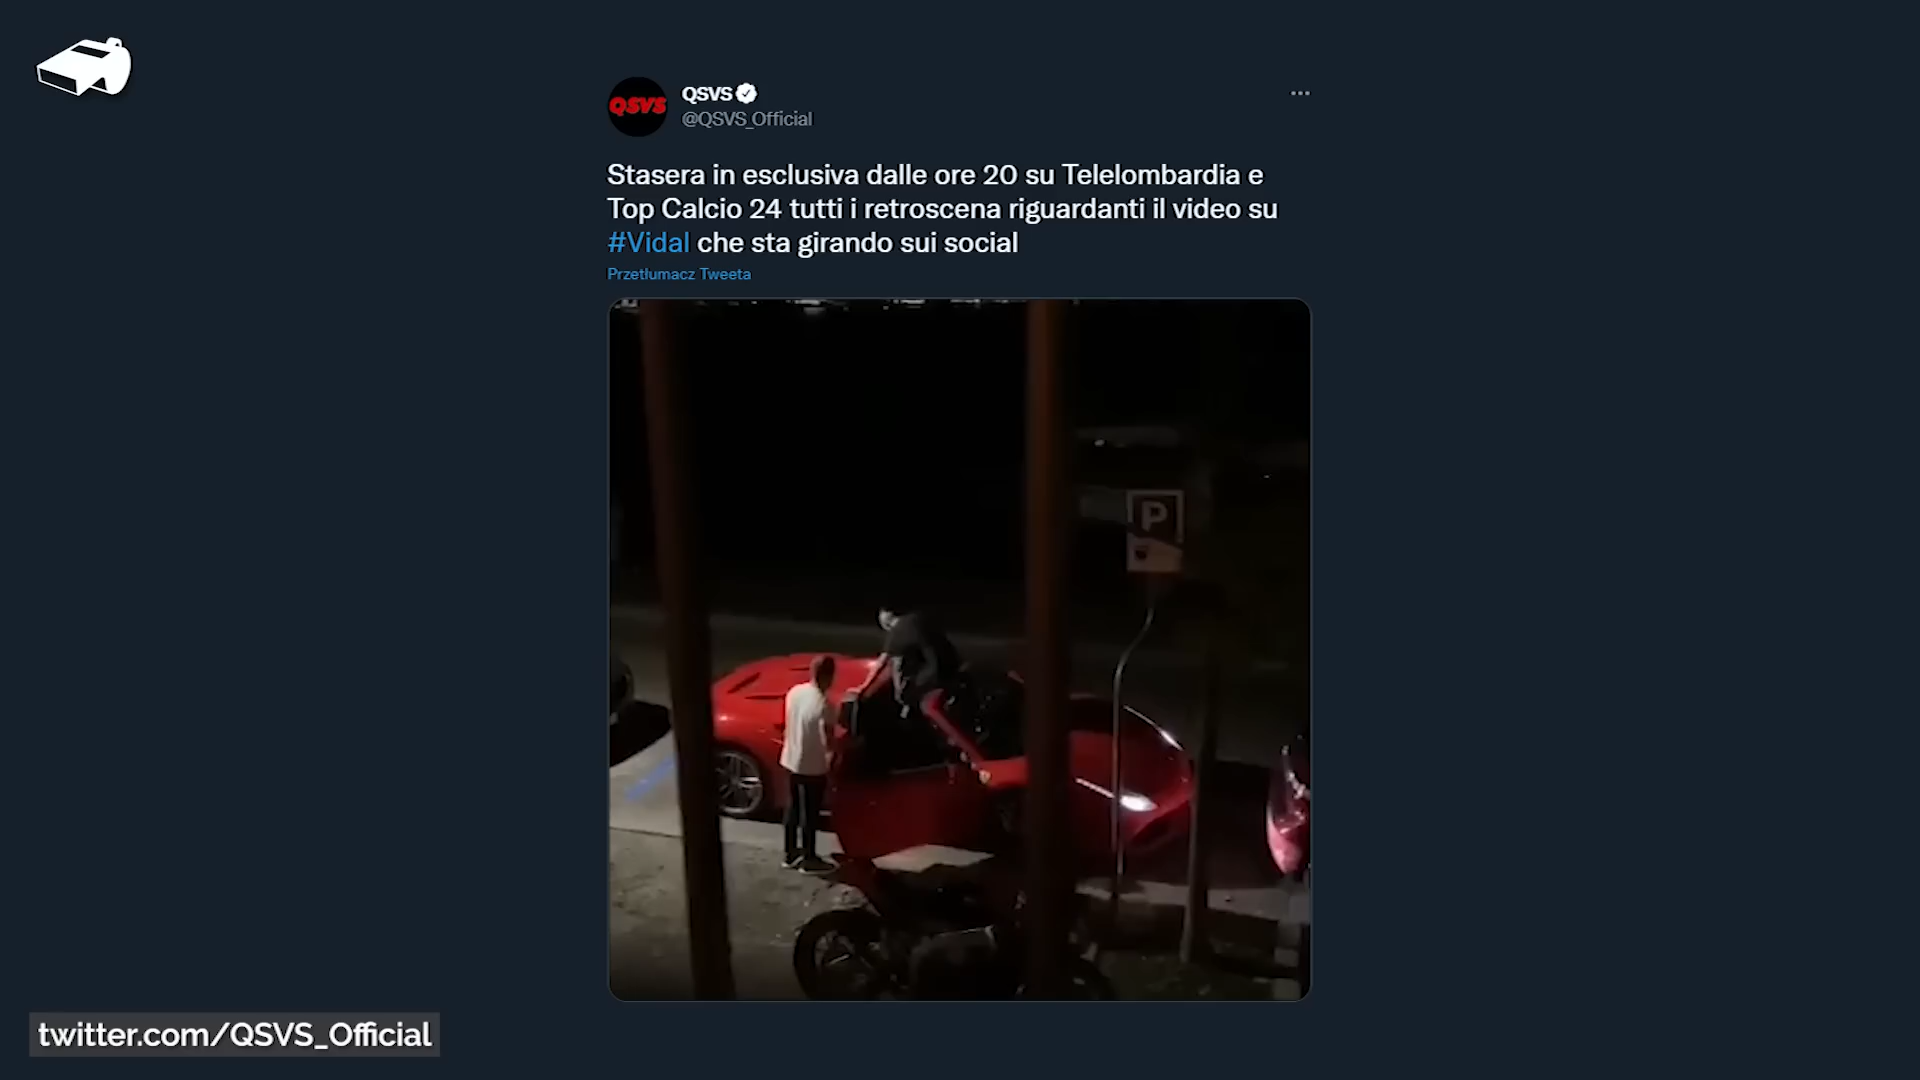 QSVS
QSVS
@QSVS_Official
Stasera in esclusiva dalle ore 20 su Telelombardia e
Top Calcio 24 tutti i retroscena riguardanti il video su
#Vidal che sta girando sui social
Przetłumacz Tweeta
P
twitter.com/QSVS_Official